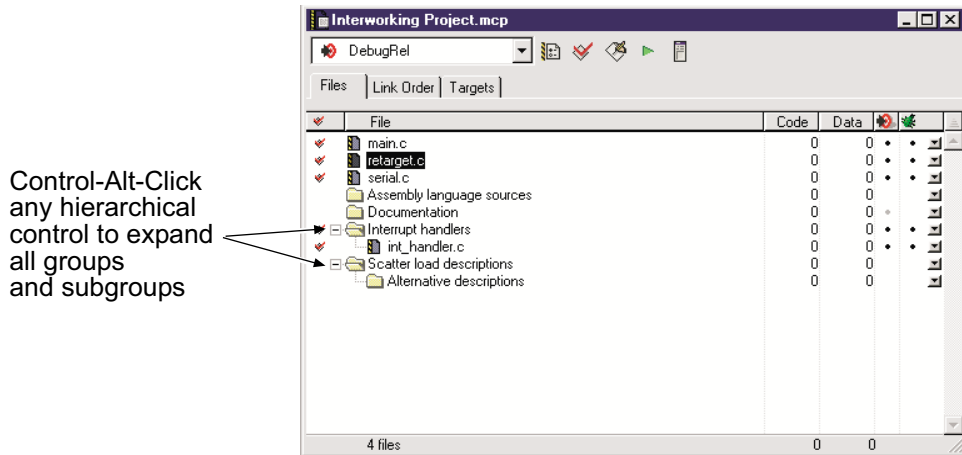 Interworking Project.mcp
DebugRel
Files Link Order Targets
File Code Data
main.c 0 0
retarget.c 0 0
serial.c 0 0
Assembly language sources 0 0
Documentation 0 0
Interrupt handlers 0 0
int_handler.c 0 0
Scatter load descriptions 0 0
Alternative descriptions 0 0
4 files 0 0
Control-Alt-Click
any hierarchical
control to expand
all groups
and subgroups